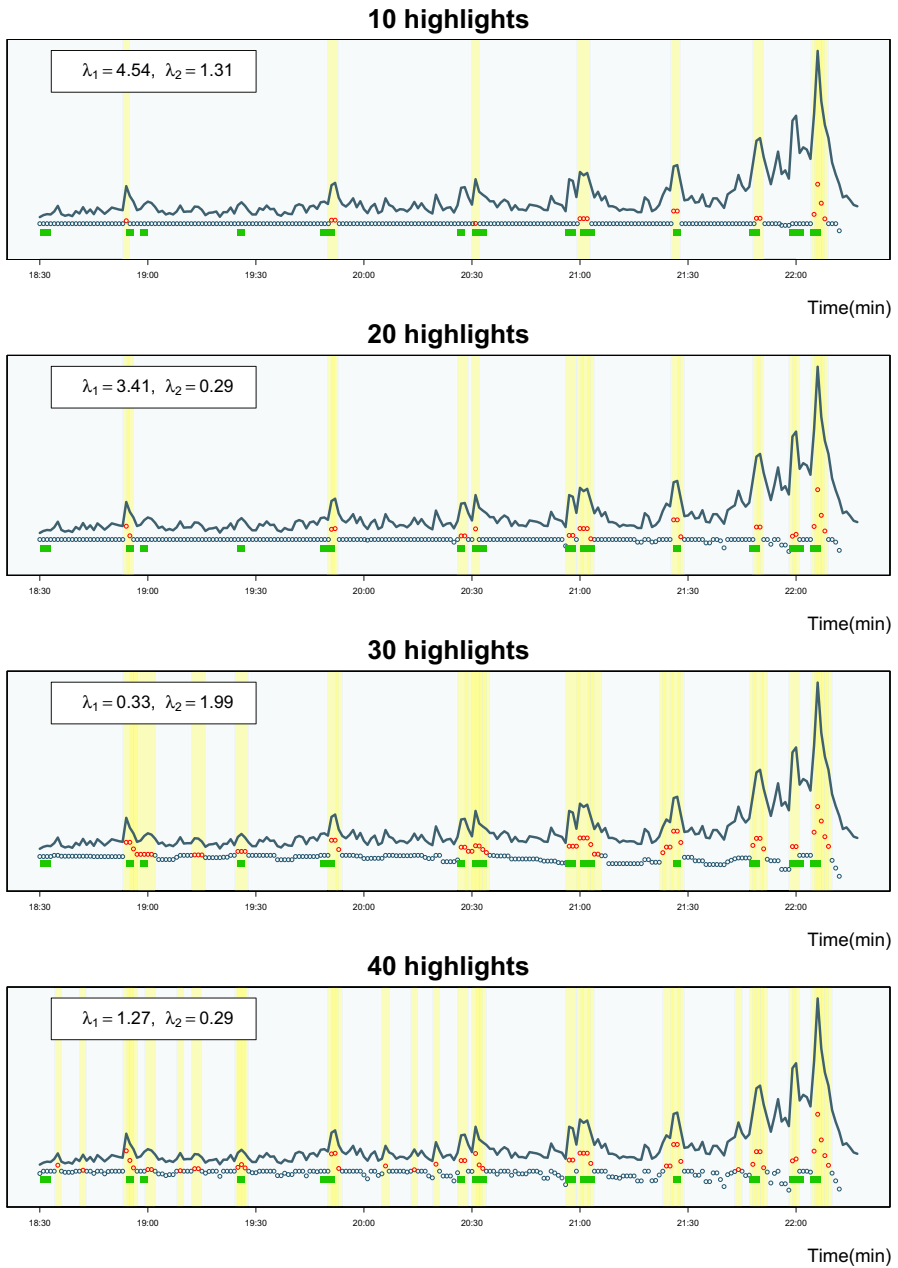 10 highlights
λ₁ = 4.54, λ₂ = 1.31
18:30 19:00 19:30 20:00 20:30 21:00 21:30 22:00
Time(min)
20 highlights
λ₁ = 3.41, λ₂ = 0.29
18:30 19:00 19:30 20:00 20:30 21:00 21:30 22:00
Time(min)
30 highlights
λ₁ = 0.33, λ₂ = 1.99
18:30 19:00 19:30 20:00 20:30 21:00 21:30 22:00
Time(min)
40 highlights
λ₁ = 1.27, λ₂ = 0.29
18:30 19:00 19:30 20:00 20:30 21:00 21:30 22:00
Time(min)